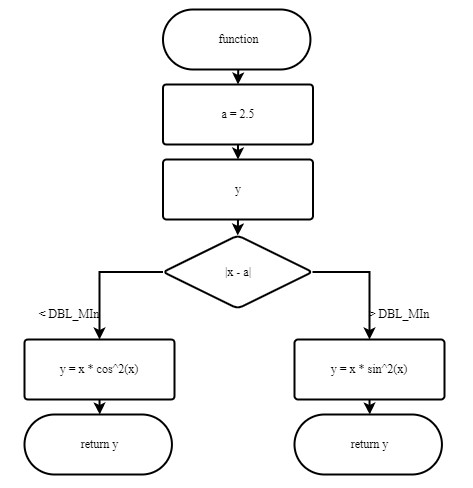 function
a = 2.5
y
|x - a|
< DBL_MIn
> DBL_MIn
y = x * cos^2(x)
y = x * sin^2(x)
return y
return y